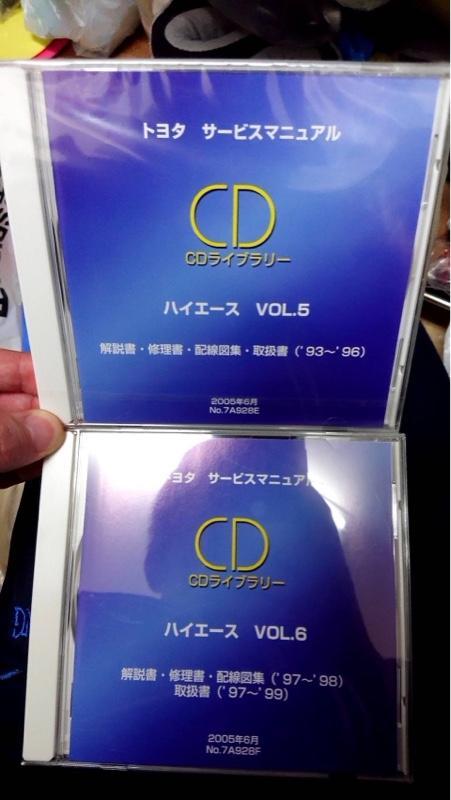 トヨタ サービスマニュアル
CD
CDライブラリー
ハイエース VOL.5
解説書・修理書・配線図集・取扱書('93〜'96)
2005年6月
No.7A928E
トヨタ サービスマニュアル
CD
CDライブラリー
ハイエース VOL.6
解説書・修理書・配線図集('97〜'98)
取扱書('97〜'99)
2005年6月
No.7A928F